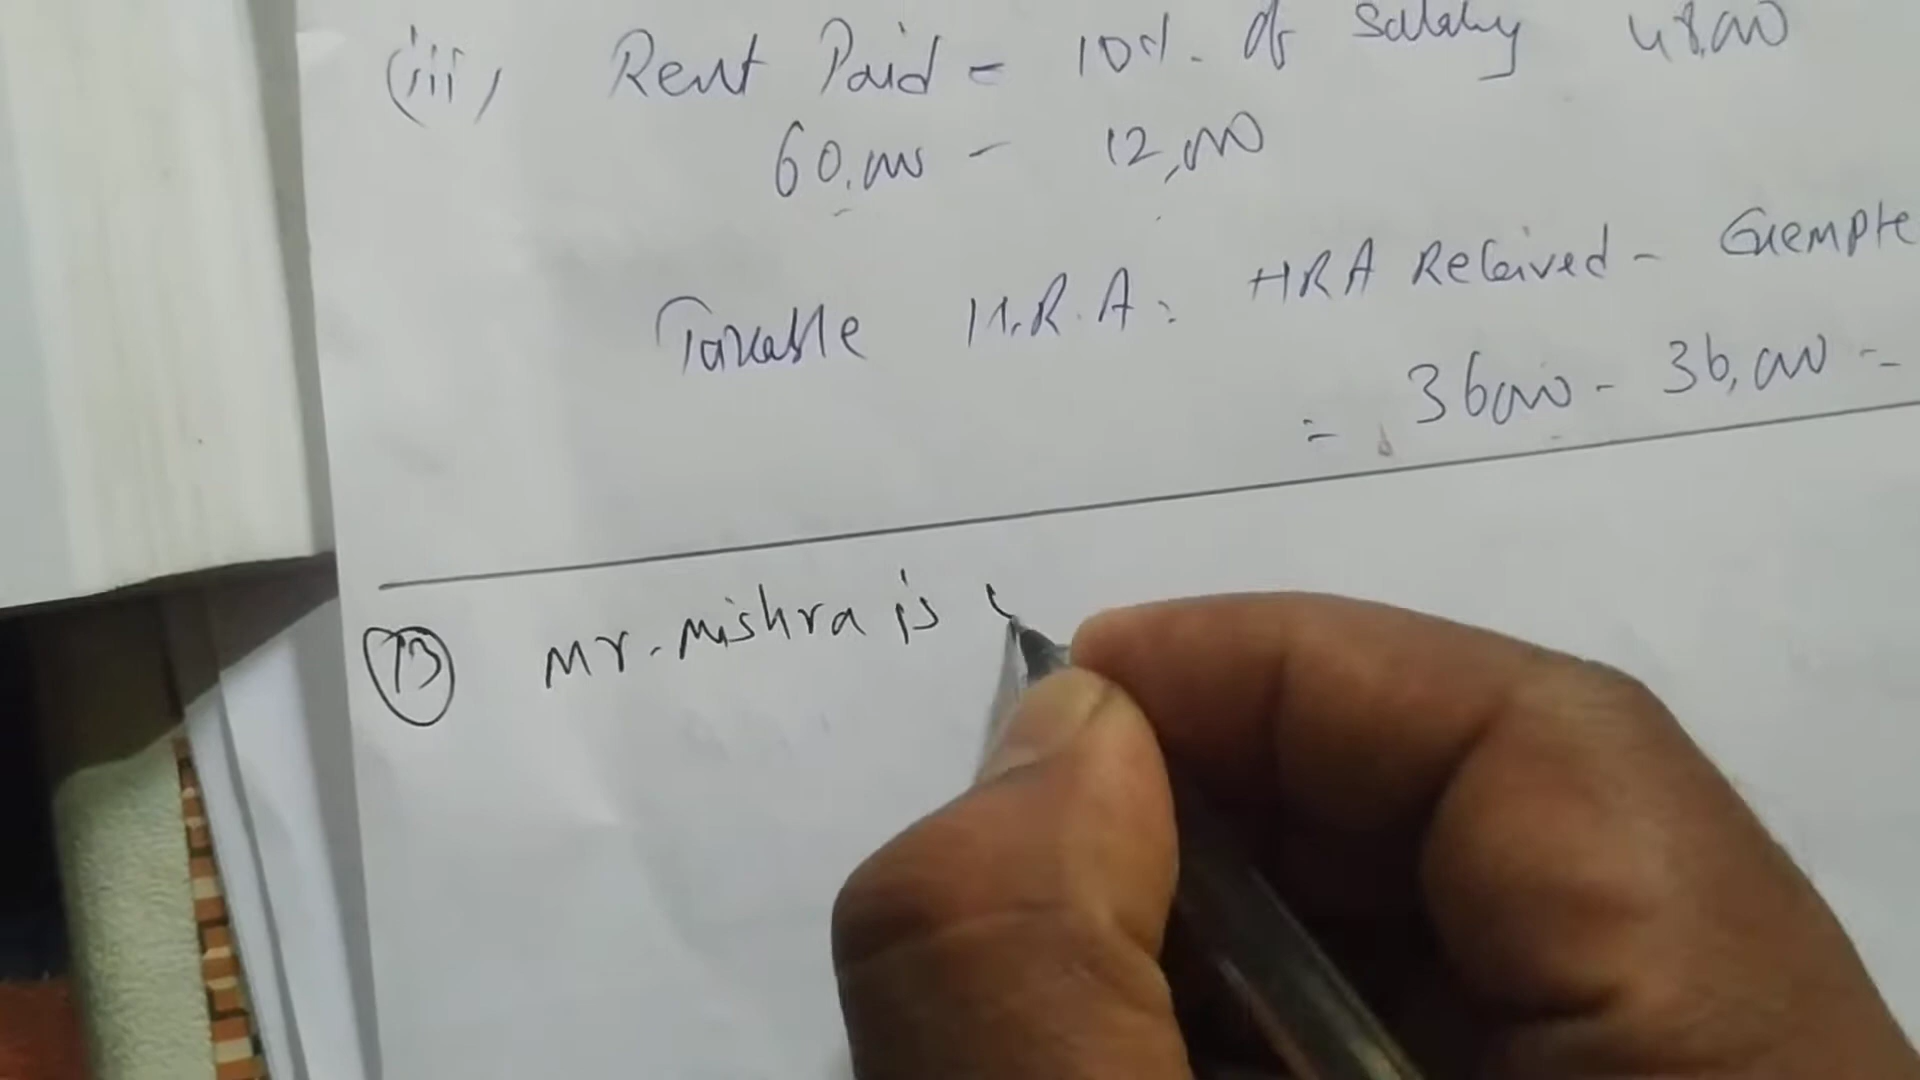 (iii) Rent Paid - 10%. of Salary 48,000
60,000 - 12,000
Taxable H.R.A: HRA Received - Exempte
= 36000 - 36,000 =
13 Mr. Mishra is